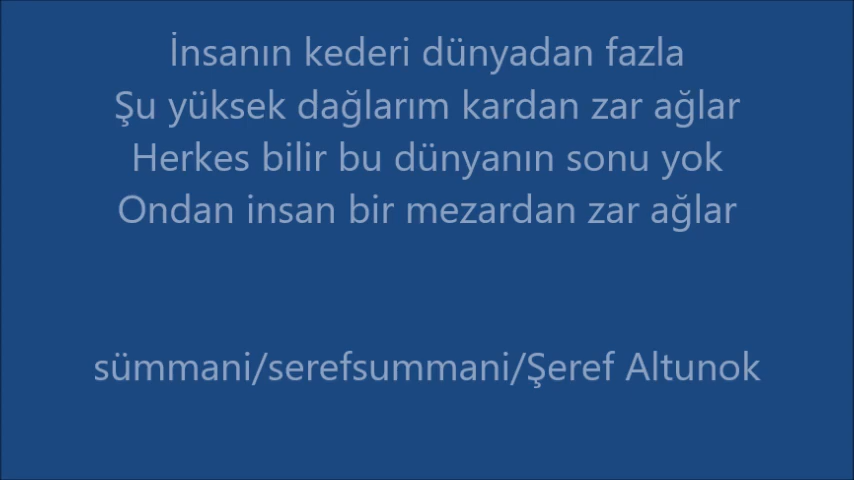 İnsanın kederi dünyadan fazla
Şu yüksek dağlarım kardan zar ağlar
Herkes bilir bu dünyanın sonu yok
Ondan insan bir mezardan zar ağlar
sümmani/serefsummani/Şeref Altunok